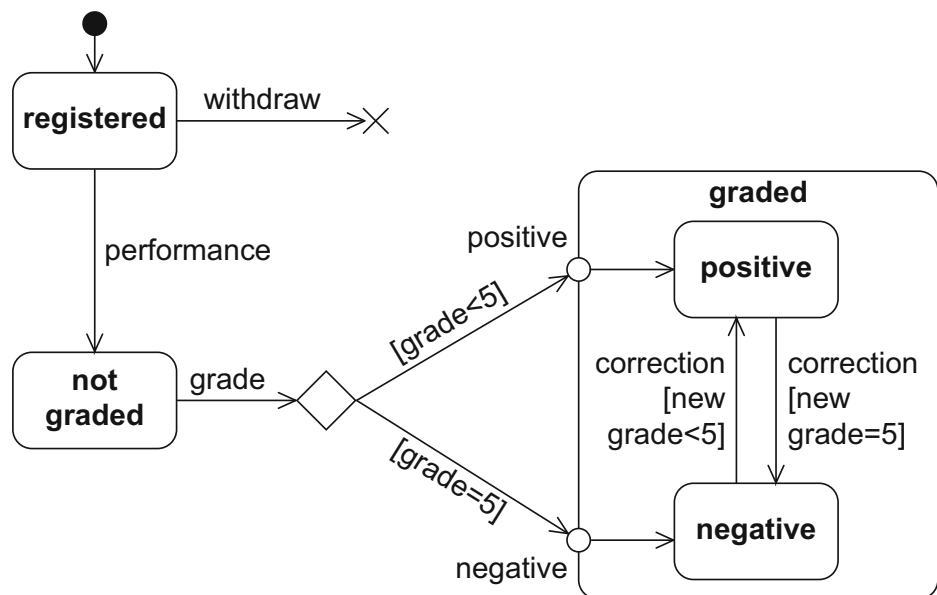 registered
withdraw
graded
positive
positive
performance
[grade<5]
not
graded
grade
correction
[new
grade<5]
correction
[new
grade=5]
[grade=5]
negative
negative